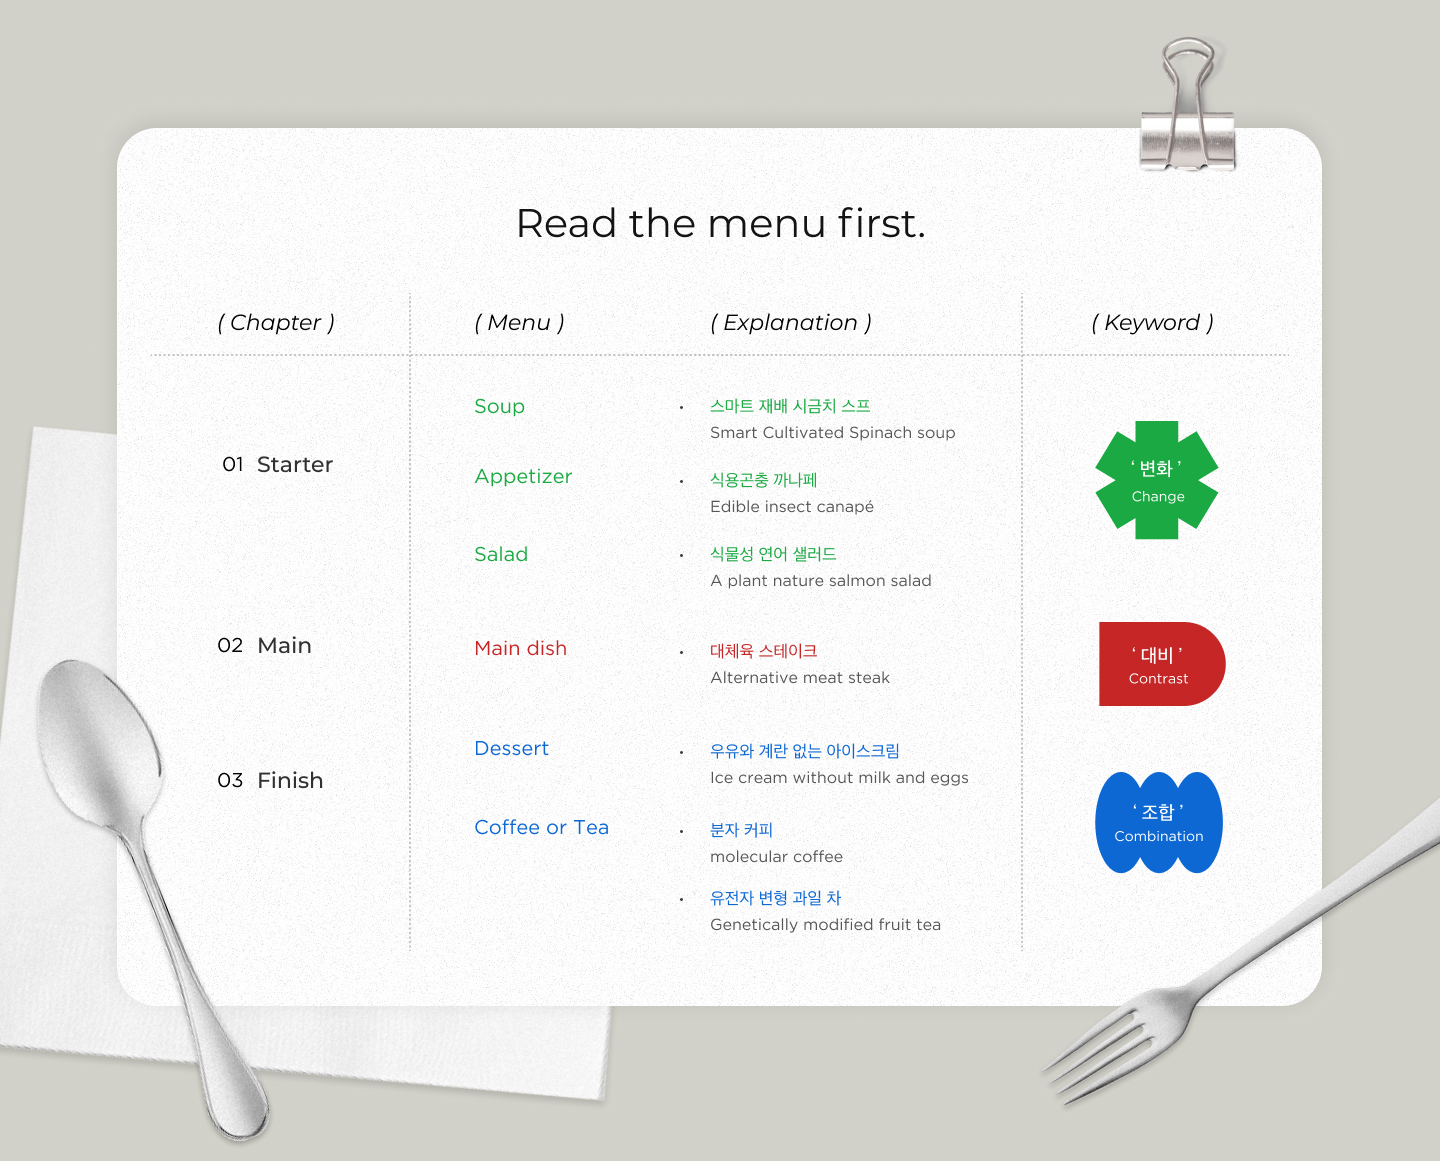 Read the menu first.
( Chapter )
( Menu )
( Explanation )
( Keyword )
01 Starter
Soup
• 스마트 재배 시금치 스프
Smart Cultivated Spinach soup
Appetizer
• 식용곤충 까나페
Edible insect canapé
Salad
• 식물성 연어 샐러드
A plant nature salmon salad
‘ 변화 ’
Change
02 Main
Main dish
• 대체육 스테이크
Alternative meat steak
‘ 대비 ’
Contrast
03 Finish
Dessert
• 우유와 계란 없는 아이스크림
Ice cream without milk and eggs
Coffee or Tea
• 분자 커피
molecular coffee
• 유전자 변형 과일 차
Genetically modified fruit tea
‘ 조합 ’
Combination